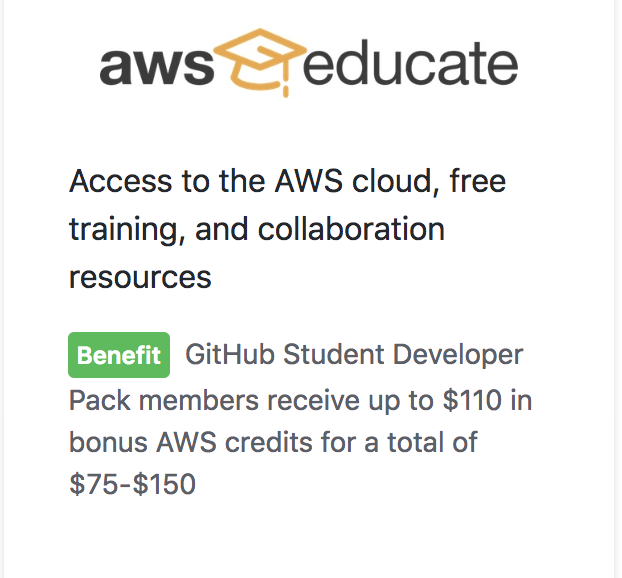 aws educate
Access to the AWS cloud, free
training, and collaboration
resources
Benefit GitHub Student Developer
Pack members receive up to $110 in
bonus AWS credits for a total of
$75-$150